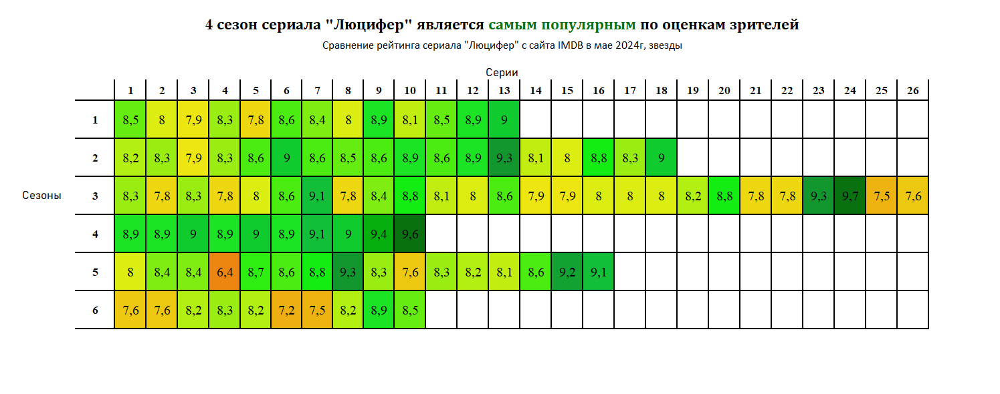 4 сезон сериала "Люцифер" является самым популярным по оценкам зрителей
Сравнение рейтинга сериала "Люцифер" с сайта IMDB в мае 2024г, звезды
Серии
1 2 3 4 5 6 7 8 9 10 11 12 13 14 15 16 17 18 19 20 21 22 23 24 25 26
1 8,5 8 7,9 8,3 7,8 8,6 8,4 8 8,9 8,1 8,5 8,9 9
2 8,2 8,3 7,9 8,3 8,6 9 8,6 8,5 8,6 8,9 8,6 8,9 9,3 8,1 8 8,8 8,3 9
Сезоны 3 8,3 7,8 8,3 7,8 8 8,6 9,1 7,8 8,4 8,8 8,1 8 8,6 7,9 7,9 8 8 8 8,2 8,8 7,8 7,8 9,3 9,7 7,5 7,6
4 8,9 8,9 9 8,9 9 8,9 9,1 9 9,4 9,6
5 8 8,4 8,4 6,4 8,7 8,6 8,8 9,3 8,3 7,6 8,3 8,2 8,1 8,6 9,2 9,1
6 7,6 7,6 8,2 8,3 8,2 7,2 7,5 8,2 8,9 8,5